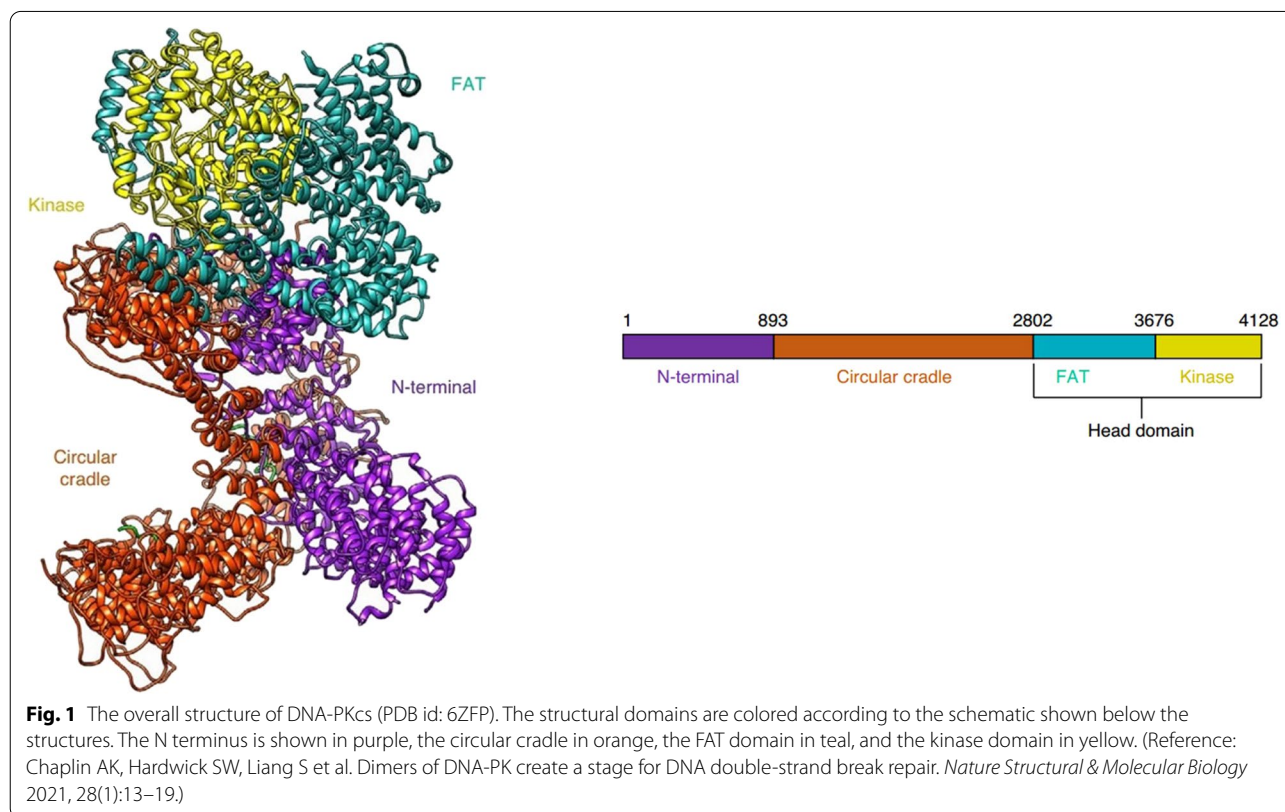 FAT
Kinase
N-terminal
Circular
cradle
1 893 2802 3676 4128
N-terminal Circular cradle FAT Kinase
Head domain
Fig. 1 The overall structure of DNA-PKcs (PDB id: 6ZFP). The structural domains are colored according to the schematic shown below the
structures. The N terminus is shown in purple, the circular cradle in orange, the FAT domain in teal, and the kinase domain in yellow. (Reference:
Chaplin AK, Hardwick SW, Liang S et al. Dimers of DNA-PK create a stage for DNA double-strand break repair. Nature Structural & Molecular Biology
2021, 28(1):13–19.)